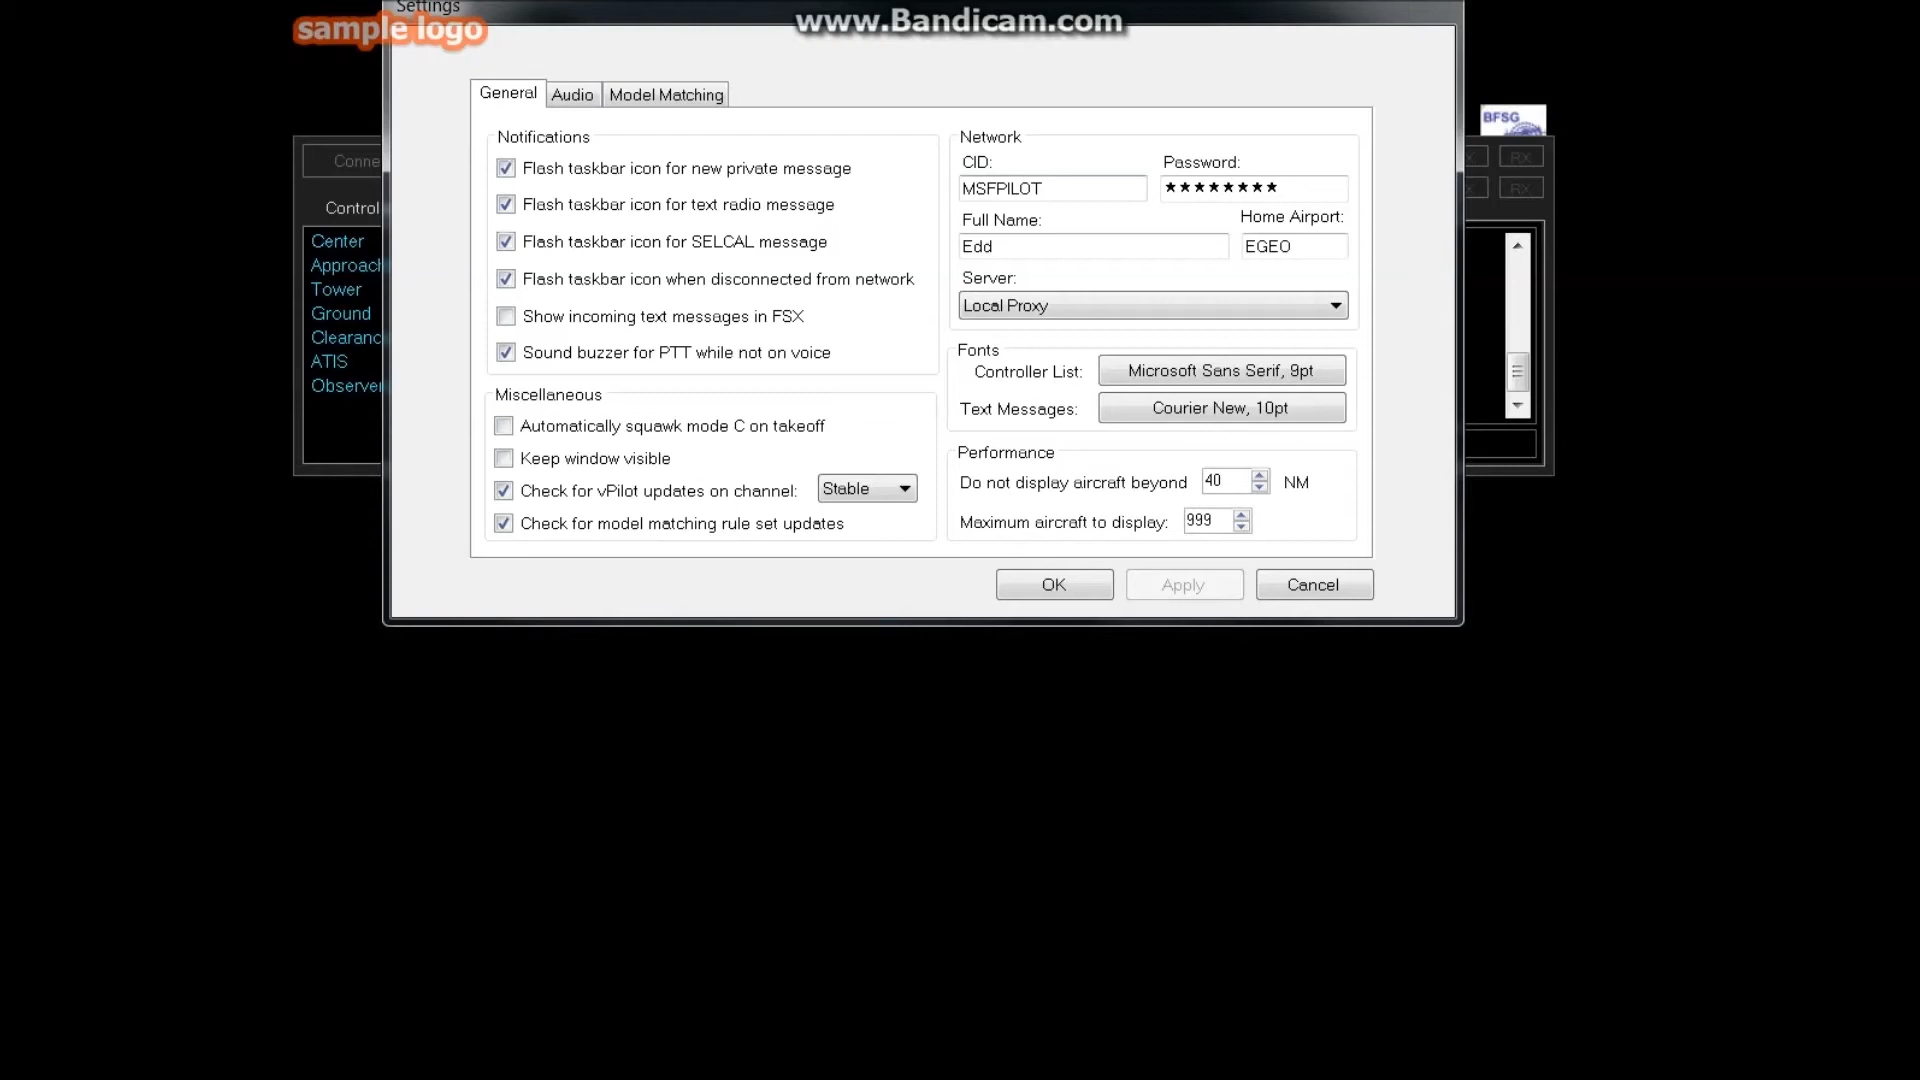 Settings
sample logo
www.Bandicam.com
General
Audio
Model Matching
BFSG
Conne
RX
RX
Control
Center
Approach
Tower
Ground
Clearanc
ATIS
Observer
Notifications
Flash taskbar icon for new private message
Flash taskbar icon for text radio message
Flash taskbar icon for SELCAL message
Flash taskbar icon when disconnected from network
Show incoming text messages in FSX
Sound buzzer for PTT while not on voice
Miscellaneous
Automatically squawk mode C on takeoff
Keep window visible
Check for vPilot updates on channel: Stable
Check for model matching rule set updates
Network
CID: Password:
MSFPILOT ********
Full Name: Home Airport:
Edd EGEO
Server:
Local Proxy
Fonts
Controller List: Microsoft Sans Serif, 9pt
Text Messages: Courier New, 10pt
Performance
Do not display aircraft beyond 40 NM
Maximum aircraft to display: 999
OK Apply Cancel